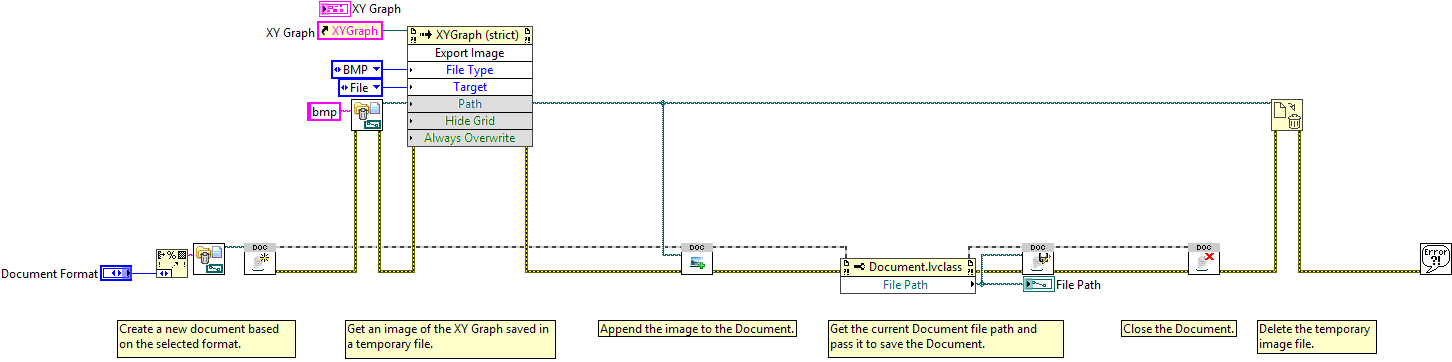 XY Graph
XY Graph
XYGraph
XYGraph (strict)
Export Image
BMP
File Type
File
Target
bmp
Path
Hide Grid
Always Overwrite
DOC
DOC
DOC
DOC
Document Format
Document.lvclass
File Path
File Path
Error
?!
Create a new document based
on the selected format.
Get an image of the XY Graph saved in
a temporary file.
Append the image to the Document.
Get the current Document file path and
pass it to save the Document.
Close the Document.
Delete the temporary
image file.